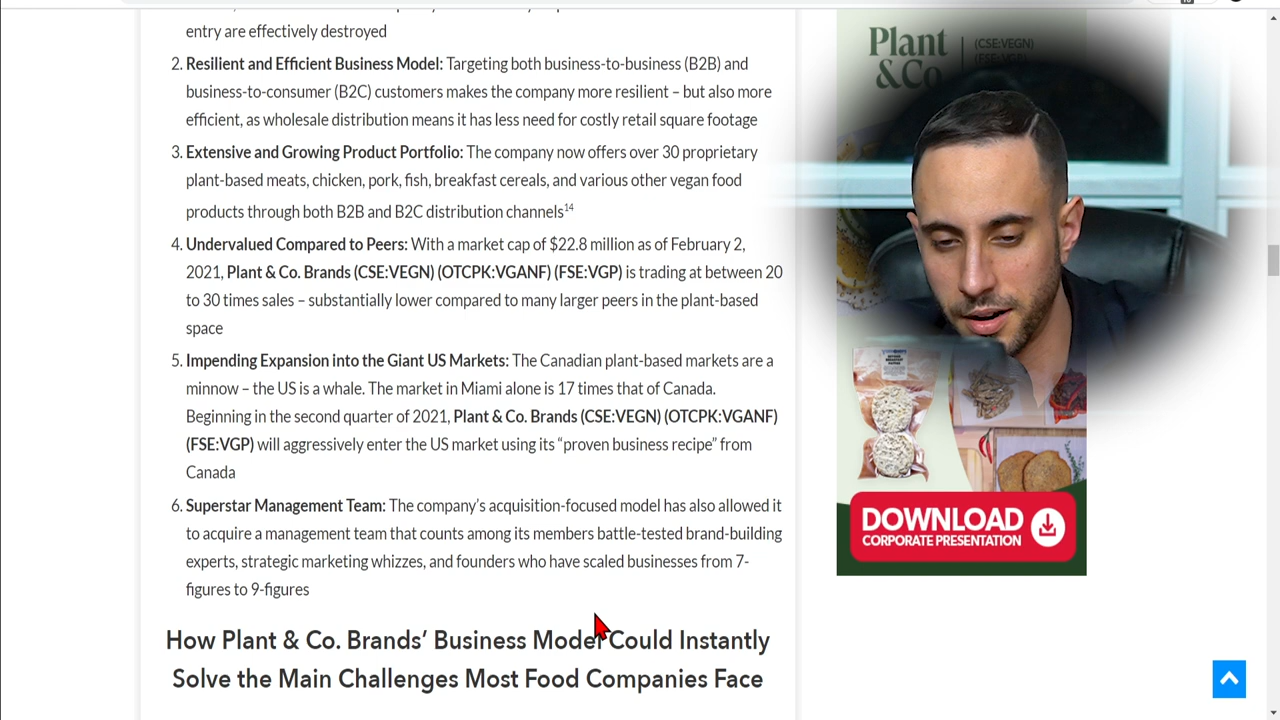 entry are effectively destroyed
2. Resilient and Efficient Business Model: Targeting both business-to-business (B2B) and
business-to-consumer (B2C) customers makes the company more resilient – but also more
efficient, as wholesale distribution means it has less need for costly retail square footage
3. Extensive and Growing Product Portfolio: The company now offers over 30 proprietary
plant-based meats, chicken, pork, fish, breakfast cereals, and various other vegan food
products through both B2B and B2C distribution channels14
4. Undervalued Compared to Peers: With a market cap of $22.8 million as of February 2,
2021, Plant & Co. Brands (CSE:VEGN) (OTCPK:VGANF) (FSE:VGP) is trading at between 20
to 30 times sales – substantially lower compared to many larger peers in the plant-based
space
5. Impending Expansion into the Giant US Markets: The Canadian plant-based markets are a
minnow – the US is a whale. The market in Miami alone is 17 times that of Canada.
Beginning in the second quarter of 2021, Plant & Co. Brands (CSE:VEGN) (OTCPK:VGANF)
(FSE:VGP) will aggressively enter the US market using its “proven business recipe” from
Canada
6. Superstar Management Team: The company’s acquisition-focused model has also allowed it
to acquire a management team that counts among its members battle-tested brand-building
experts, strategic marketing whizzes, and founders who have scaled businesses from 7-
figures to 9-figures
How Plant & Co. Brands’ Business Model Could Instantly
Solve the Main Challenges Most Food Companies Face
Plant
&Co
(CSE:VEGN)
DOWNLOAD
CORPORATE PRESENTATION